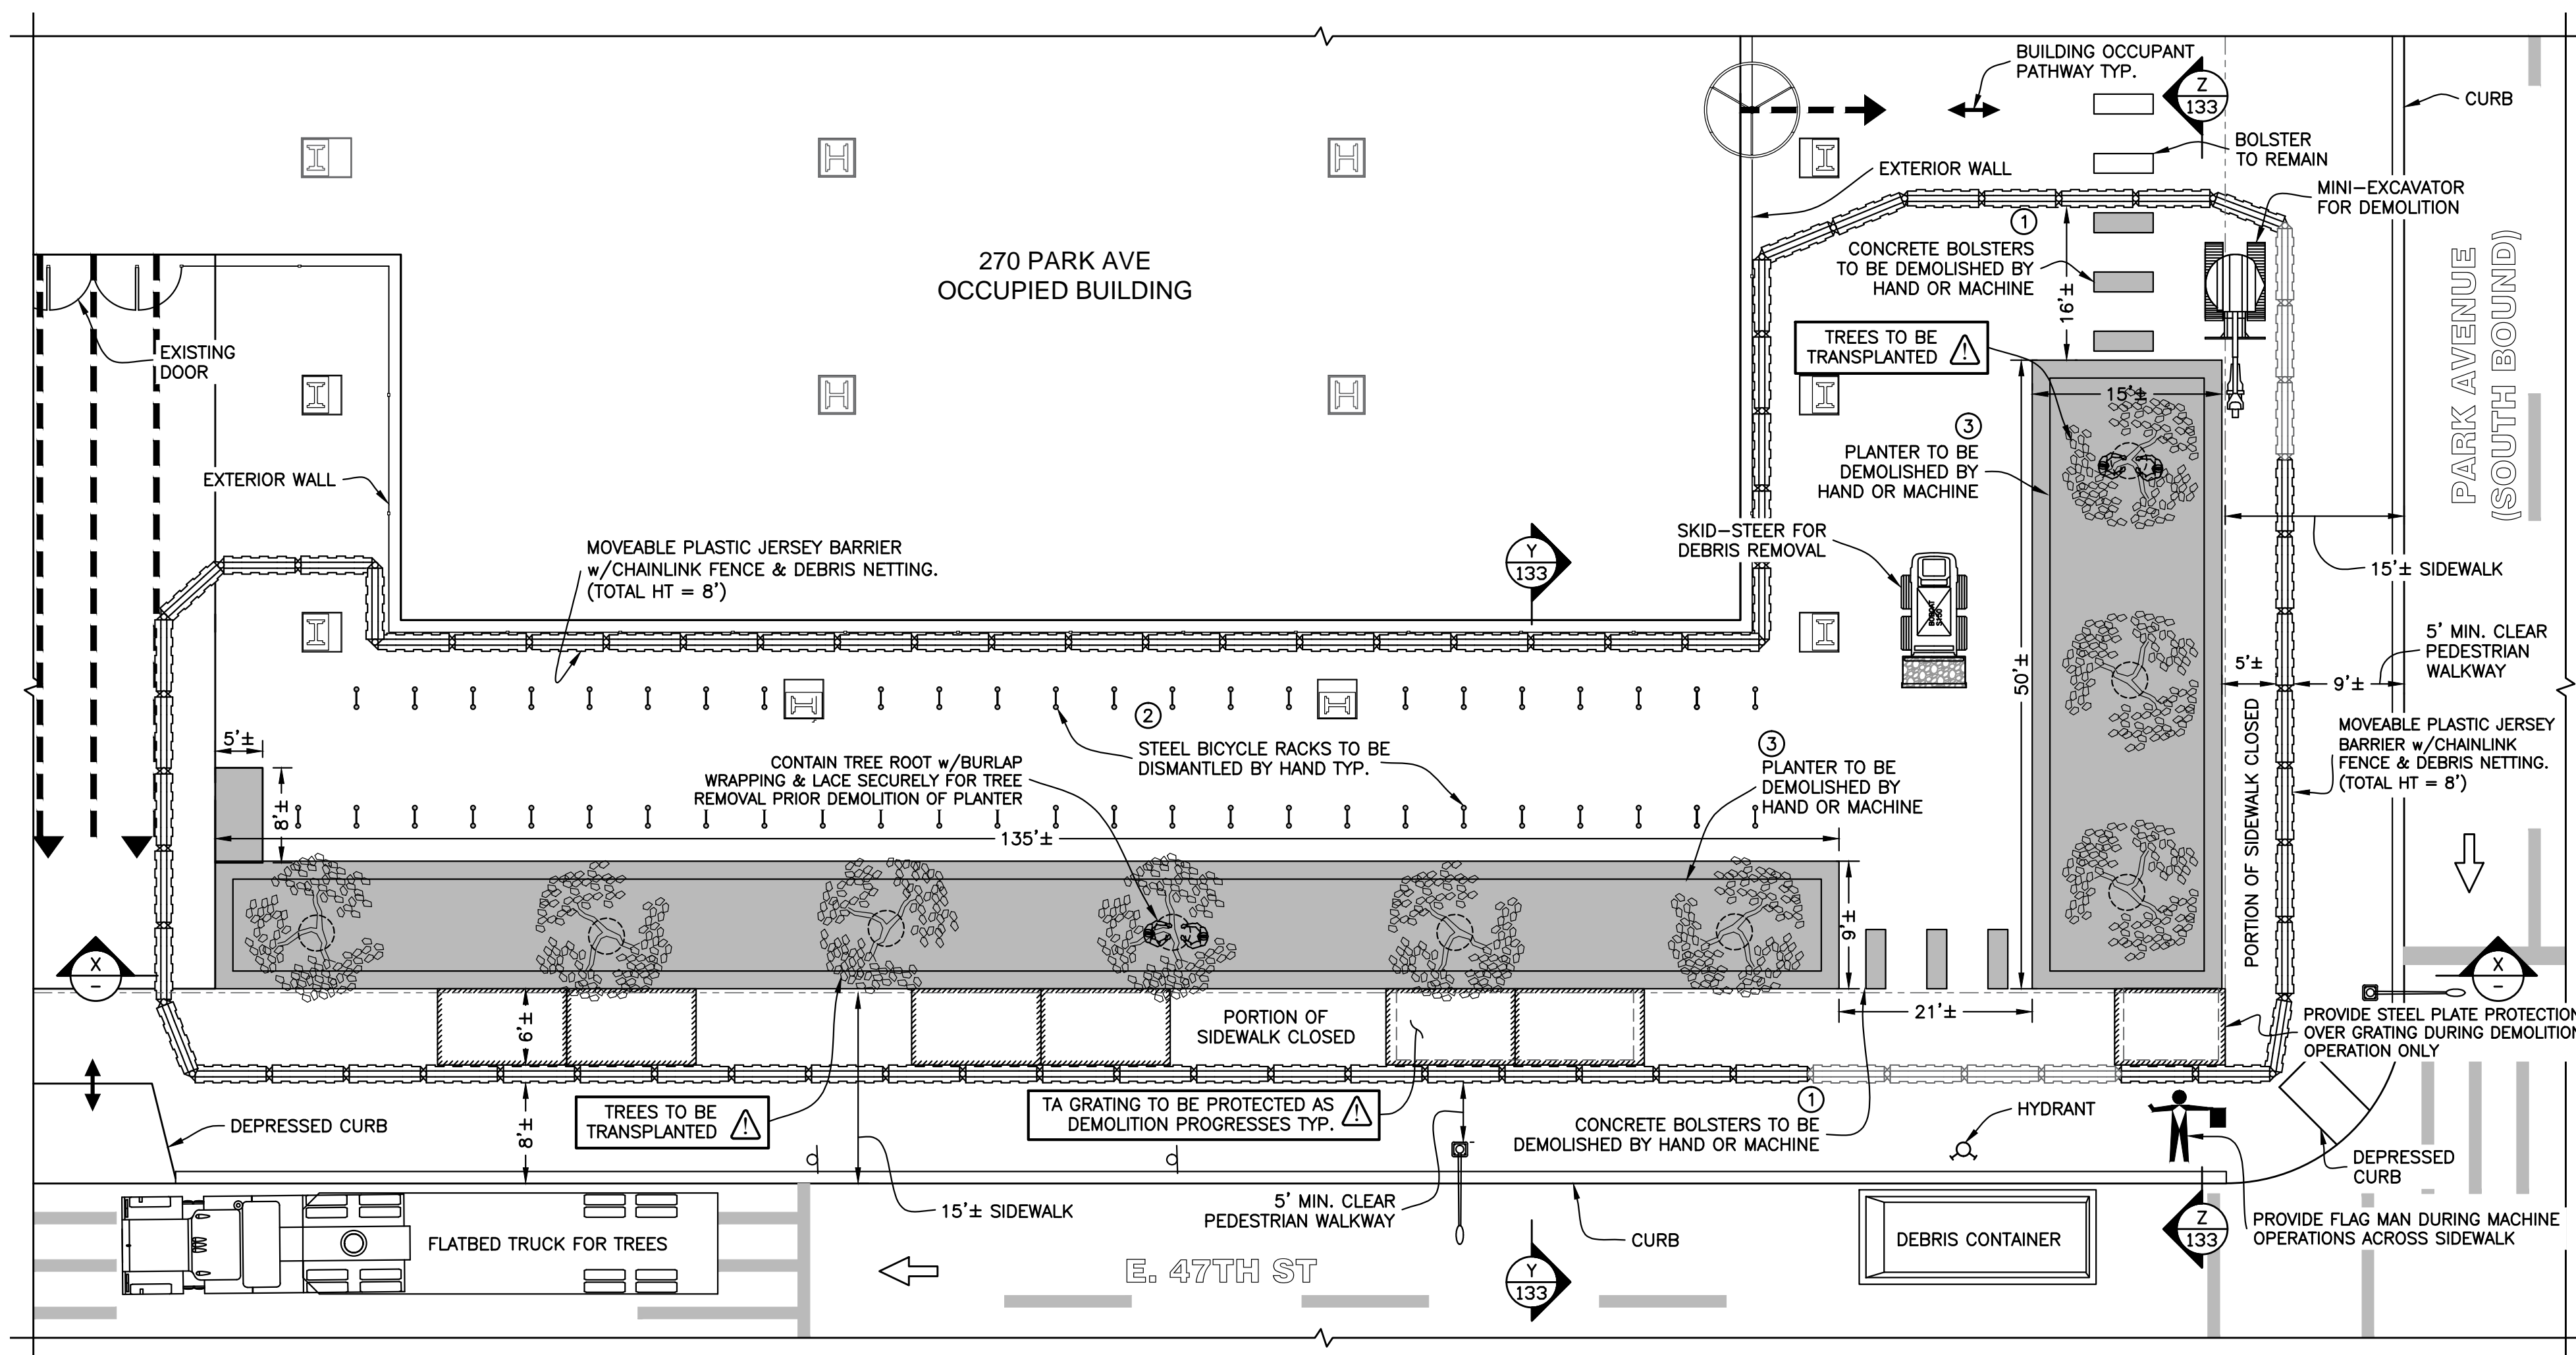 BUILDING OCCUPANT
PATHWAY TYP.
Z
133
CURB
BOLSTER
TO REMAIN
EXTERIOR WALL
MINI-EXCAVATOR
FOR DEMOLITION
1
CONCRETE BOLSTERS
TO BE DEMOLISHED BY
HAND OR MACHINE
16'±
270 PARK AVE
OCCUPIED BUILDING
PARK AVENUE
(SOUTH BOUND)
EXISTING
DOOR
TREES TO BE
TRANSPLANTED
!
15'±
3
PLANTER TO BE
DEMOLISHED BY
HAND OR MACHINE
EXTERIOR WALL
SKID-STEER FOR
DEBRIS REMOVAL
MOVEABLE PLASTIC JERSEY BARRIER
w/CHAINLINK FENCE & DEBRIS NETTING.
(TOTAL HT = 8')
Y
133
15'± SIDEWALK
BOBCAT
S150
5' MIN. CLEAR
PEDESTRIAN
WALKWAY
50'±
5'±
9'±
2
STEEL BICYCLE RACKS TO BE
DISMANTLED BY HAND TYP.
5'±
8'±
CONTAIN TREE ROOT w/BURLAP
WRAPPING & LACE SECURELY FOR TREE
REMOVAL PRIOR DEMOLITION OF PLANTER
3
PLANTER TO BE
DEMOLISHED BY
HAND OR MACHINE
MOVEABLE PLASTIC JERSEY
BARRIER w/CHAINLINK
FENCE & DEBRIS NETTING.
(TOTAL HT = 8')
PORTION OF SIDEWALK CLOSED
135'±
9'±
X
-
X
-
21'±
6'±
PORTION OF
SIDEWALK CLOSED
PROVIDE STEEL PLATE PROTECTION
OVER GRATING DURING DEMOLITION
OPERATION ONLY
DEPRESSED CURB
8'±
TREES TO BE
TRANSPLANTED
!
TA GRATING TO BE PROTECTED AS
DEMOLITION PROGRESSES TYP.
!
1
CONCRETE BOLSTERS TO BE
DEMOLISHED BY HAND OR MACHINE
HYDRANT
DEPRESSED
CURB
15'± SIDEWALK
5' MIN. CLEAR
PEDESTRIAN WALKWAY
CURB
FLATBED TRUCK FOR TREES
E. 47TH ST
Y
133
DEBRIS CONTAINER
Z
133
PROVIDE FLAG MAN DURING MACHINE
OPERATIONS ACROSS SIDEWALK